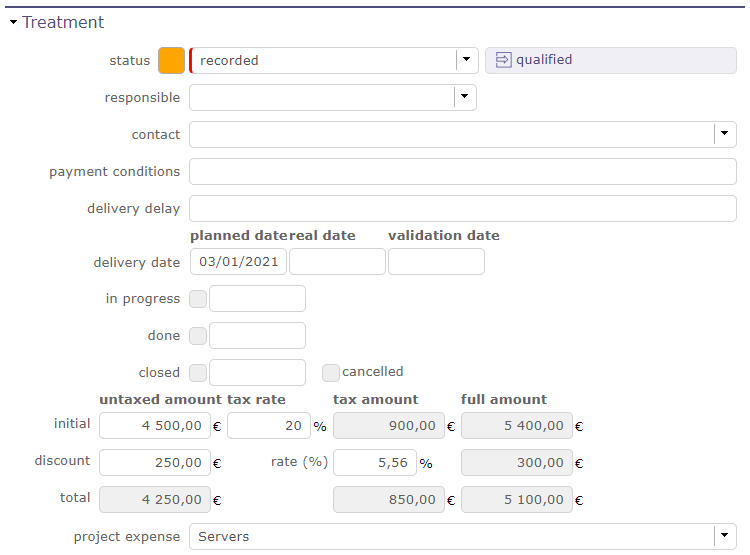 Treatment
status recorded qualified
responsible
contact
payment conditions
delivery delay
planned date real date validation date
delivery date 03/01/2021
in progress
done
closed cancelled
untaxed amount tax rate tax amount full amount
initial 4 500,00 € 20 % 900,00 € 5 400,00 €
discount 250,00 € rate (%) 5,56 % 300,00 €
total 4 250,00 € 850,00 € 5 100,00 €
project expense Servers